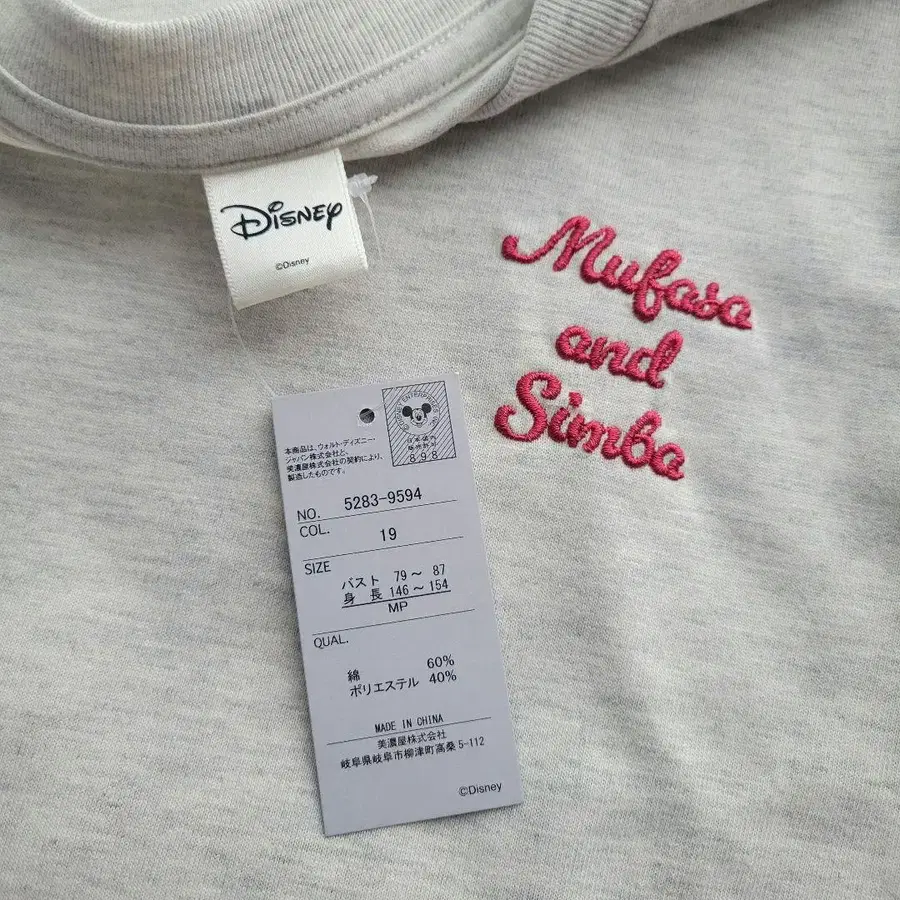 Disney
©Disney
Mufasa
and
Simba
本商品は、ウォルト・ディズニー・
ジャパン株式会社と、
美濃屋株式会社の契約により、
製造したものです。
898
NO. 5283-9594
COL. 19
SIZE
バスト 79～ 87
身 長 146～154
MP
QUAL.
綿 60%
ポリエステル 40%
MADE IN CHINA
美濃屋株式会社
岐阜県岐阜市柳津町高桑5-112
©Disney